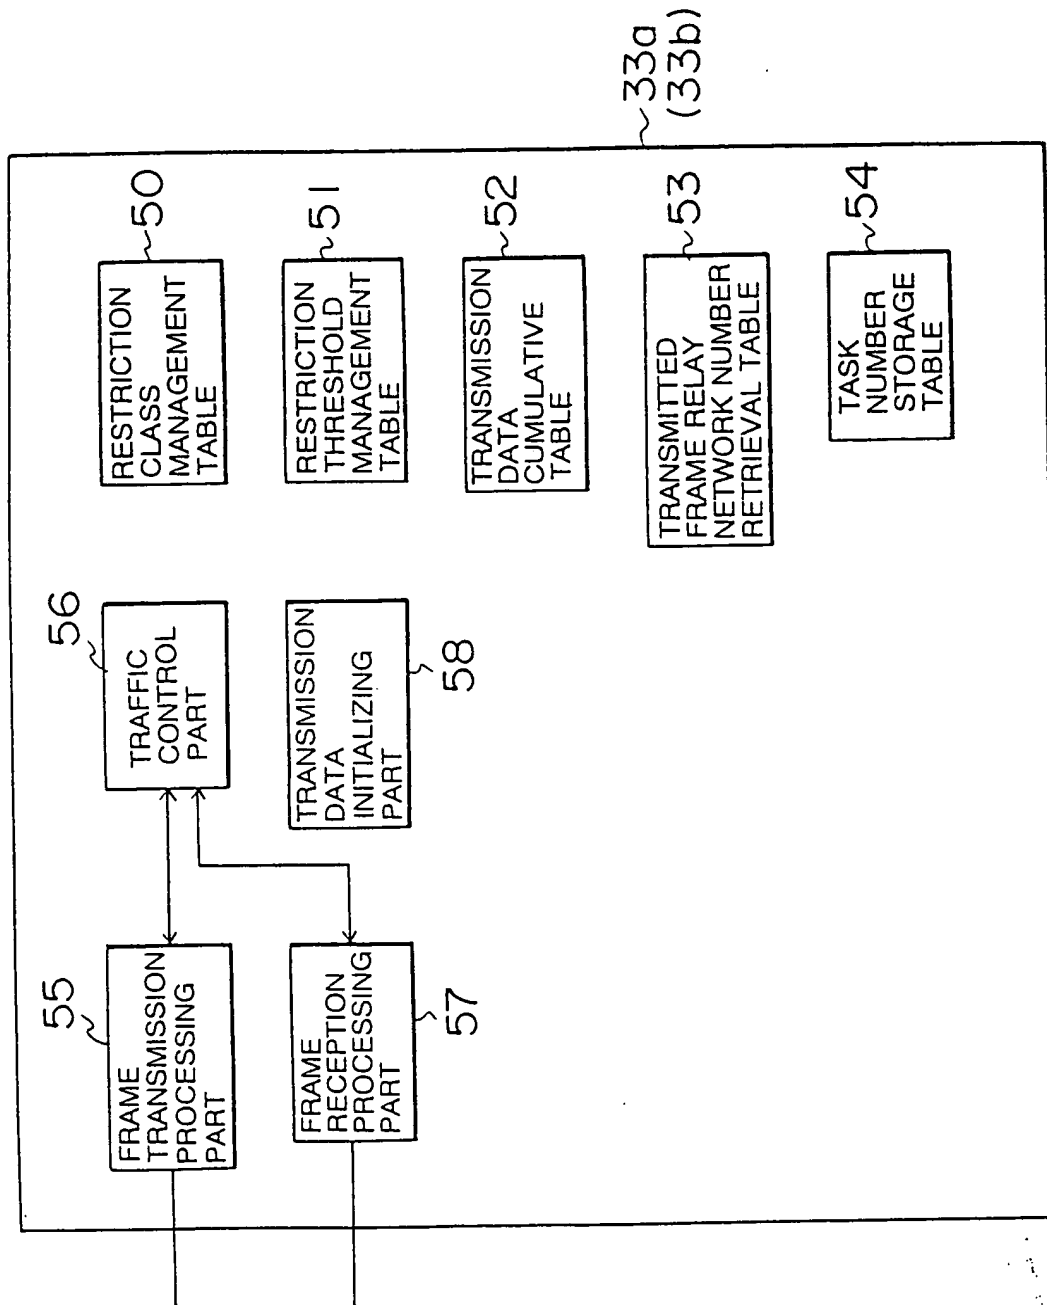 55
FRAME
TRANSMISSION
PROCESSING
PART
56
TRAFFIC
CONTROL
PART
RESTRICTION
CLASS
MANAGEMENT
TABLE
50
FRAME
RECEPTION
PROCESSING
PART
57
TRANSMISSION
DATA
INITIALIZING
PART
58
RESTRICTION
THRESHOLD
MANAGEMENT
TABLE
51
TRANSMISSION
DATA
CUMULATIVE
TABLE
52
TRANSMITTED
FRAME RELAY
NETWORK NUMBER
RETRIEVAL TABLE
53
TASK
NUMBER
STORAGE
TABLE
54
33a
(33b)